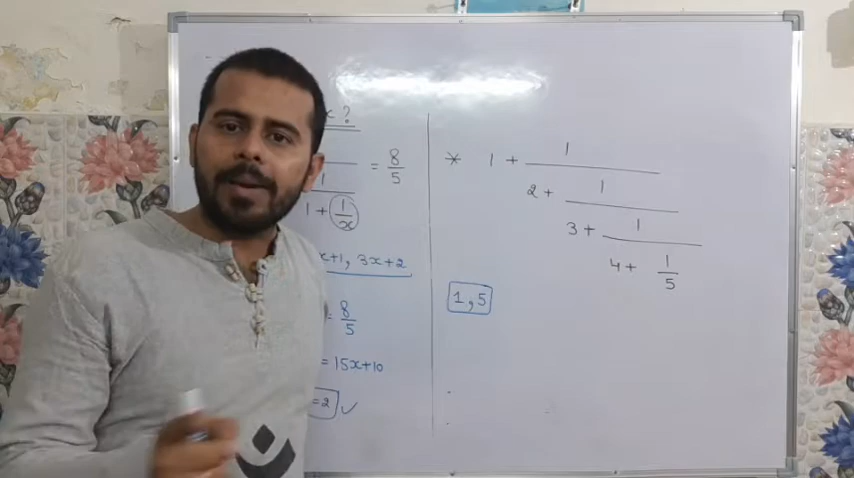 x ?
= 8/5
1
1 + 1/x
x+1, 3x+2
= 8/5
= 15x+10
=2 ✓
* 1 + 1
2 + 1
3 + 1
4 + 1/5
1, 5